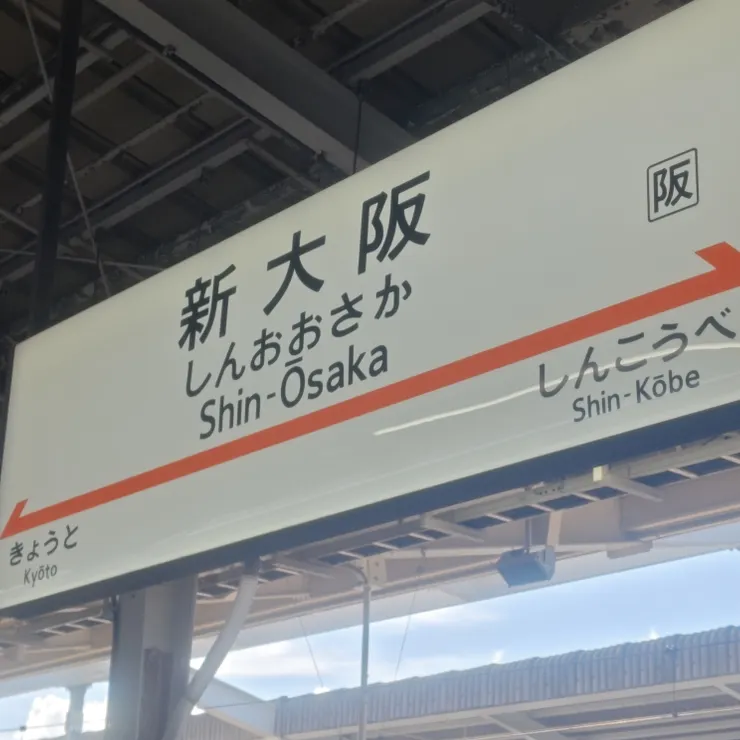 阪
新大阪
しんおおさか
Shin-Ōsaka
しんこうべ
Shin-Kōbe
きょうと
Kyōto